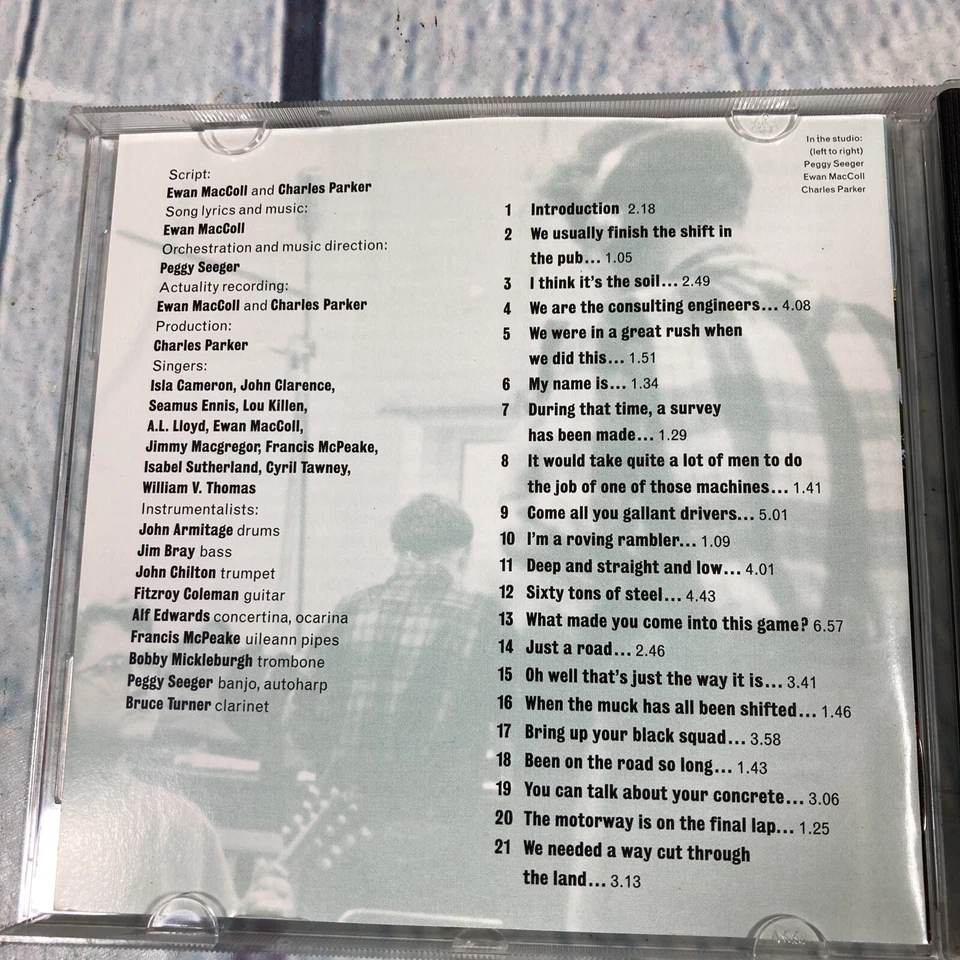 Script:
Ewan MacColl and Charles Parker
Song lyrics and music:
Ewan MacColl
Orchestration and music direction:
Peggy Seeger
Actuality recording:
Ewan MacColl and Charles Parker
Production:
Charles Parker
Singers:
Isla Cameron, John Clarence,
Seamus Ennis, Lou Killen,
A.L. Lloyd, Ewan MacColl,
Jimmy Macgregor, Francis McPeake,
Isabel Sutherland, Cyril Tawney,
William V. Thomas
Instrumentalists:
John Armitage drums
Jim Bray bass
John Chilton trumpet
Fitzroy Coleman guitar
Alf Edwards concertina, ocarina
Francis McPeake uileann pipes
Bobby Mickleburgh trombone
Peggy Seeger banjo, autoharp
Bruce Turner clarinet
In the studio:
(left to right)
Peggy Seeger
Ewan MacColl
Charles Parker
1 Introduction 2.18
2 We usually finish the shift in
the pub... 1.05
3 I think it's the soil... 2.49
4 We are the consulting engineers... 4.08
5 We were in a great rush when
we did this... 1.51
6 My name is... 1.34
7 During that time, a survey
has been made... 1.29
8 It would take quite a lot of men to do
the job of one of those machines... 1.41
9 Come all you gallant drivers... 5.01
10 I'm a roving rambler... 1.09
11 Deep and straight and low... 4.01
12 Sixty tons of steel... 4.43
13 What made you come into this game? 6.57
14 Just a road... 2.46
15 Oh well that's just the way it is... 3.41
16 When the muck has all been shifted... 1.46
17 Bring up your black squad... 3.58
18 Been on the road so long... 1.43
19 You can talk about your concrete... 3.06
20 The motorway is on the final lap... 1.25
21 We needed a way cut through
the land... 3.13